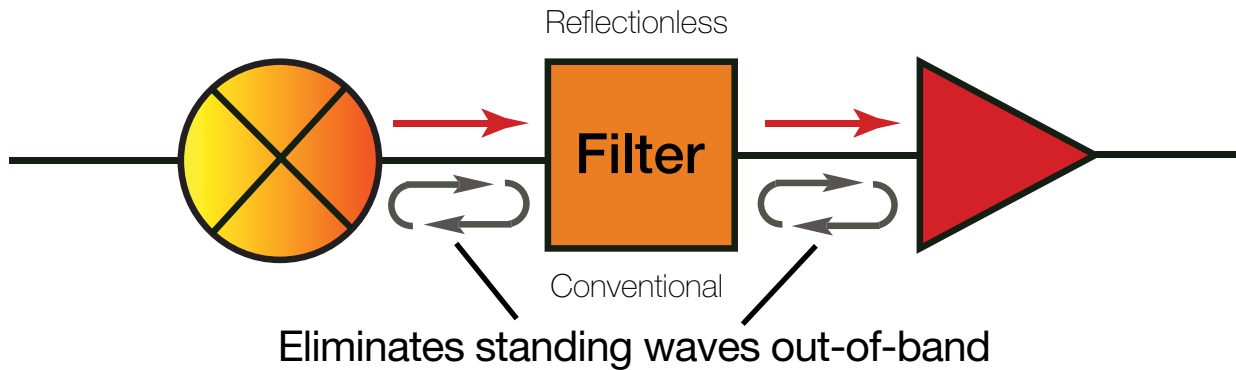 Reflectionless
Filter
Conventional
Eliminates standing waves out-of-band